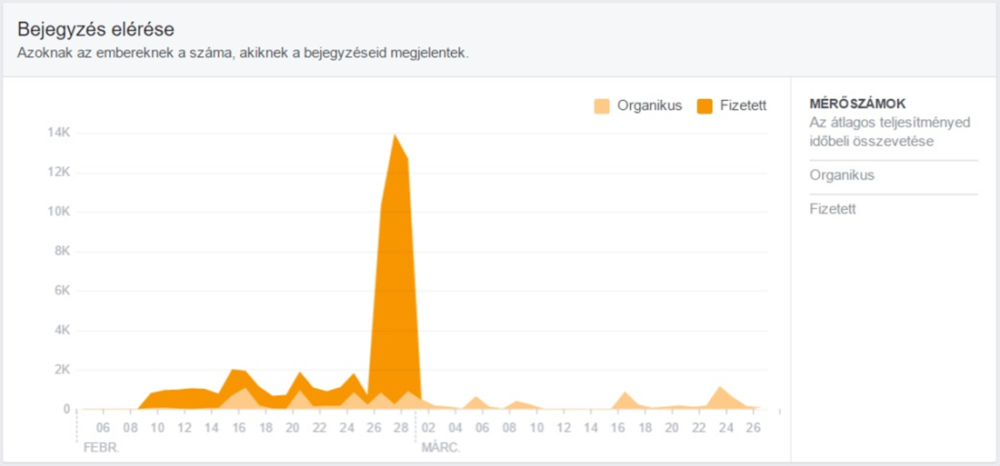 Bejegyzés elérése
Azoknak az embereknek a száma, akiknek a bejegyzéseid megjelentek.
Organikus Fizetett
14K
12K
10K
8K
6K
4K
2K
0
06 08 10 12 14 16 18 20 22 24 26 28 02 04 06 08 10 12 14 16 18 20 22 24 26
FEBR. MÁRC.
MÉRŐSZÁMOK
Az átlagos teljesítményed
időbeli összevetése
Organikus
Fizetett